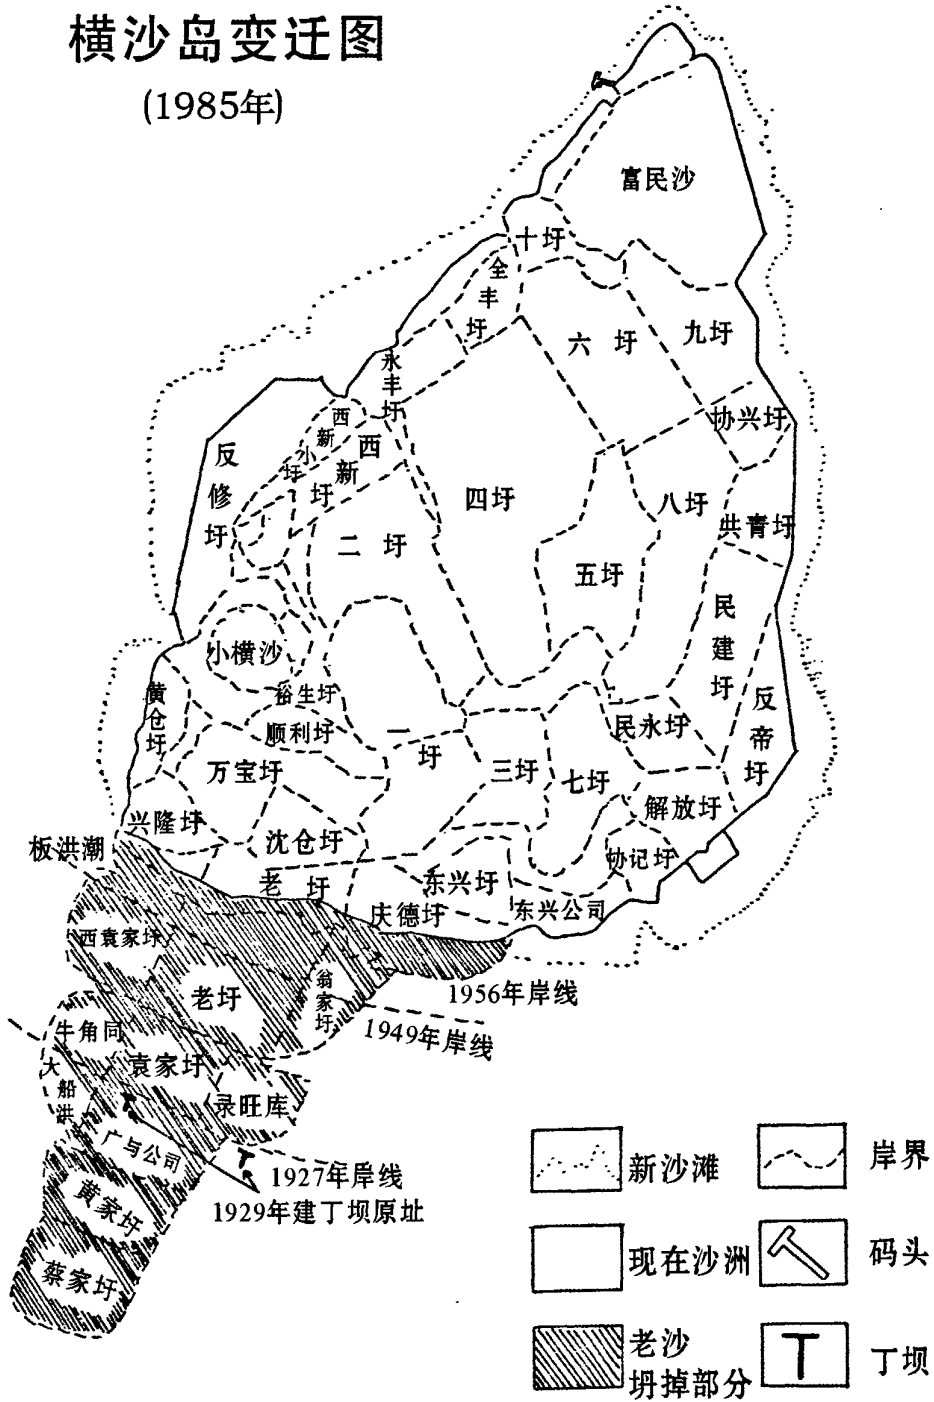 横沙岛变迁图
(1985年)
富民沙
十圩
全丰圩
六圩
九圩
永丰圩
协兴圩
西新小圩
西新圩
反修圩
四圩
八圩
共青圩
二圩
五圩
民建圩
小横沙
裕生圩
黄仓圩
顺利圩
一圩
民永圩
反帝圩
万宝圩
三圩
七圩
解放圩
兴隆圩
沈仓圩
协记圩
板洪潮
老圩
东兴圩
庆德圩
东兴公司
西袁家圩
老圩
翁家圩
1956年岸线
1949年岸线
牛角同
袁家圩
大船洪
录旺库
广与公司
1927年岸线
1929年建丁坝原址
黄家圩
蔡家圩
新沙滩
岸界
现在沙洲
码头
老沙
坍掉部分
丁坝